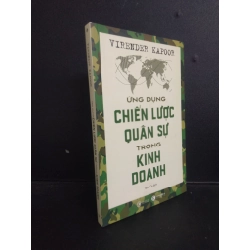 VIRENDER KAPOOR
ỨNG DỤNG
CHIẾN LƯỢC
QUÂN SỰ
TRONG
KINH
DOANH